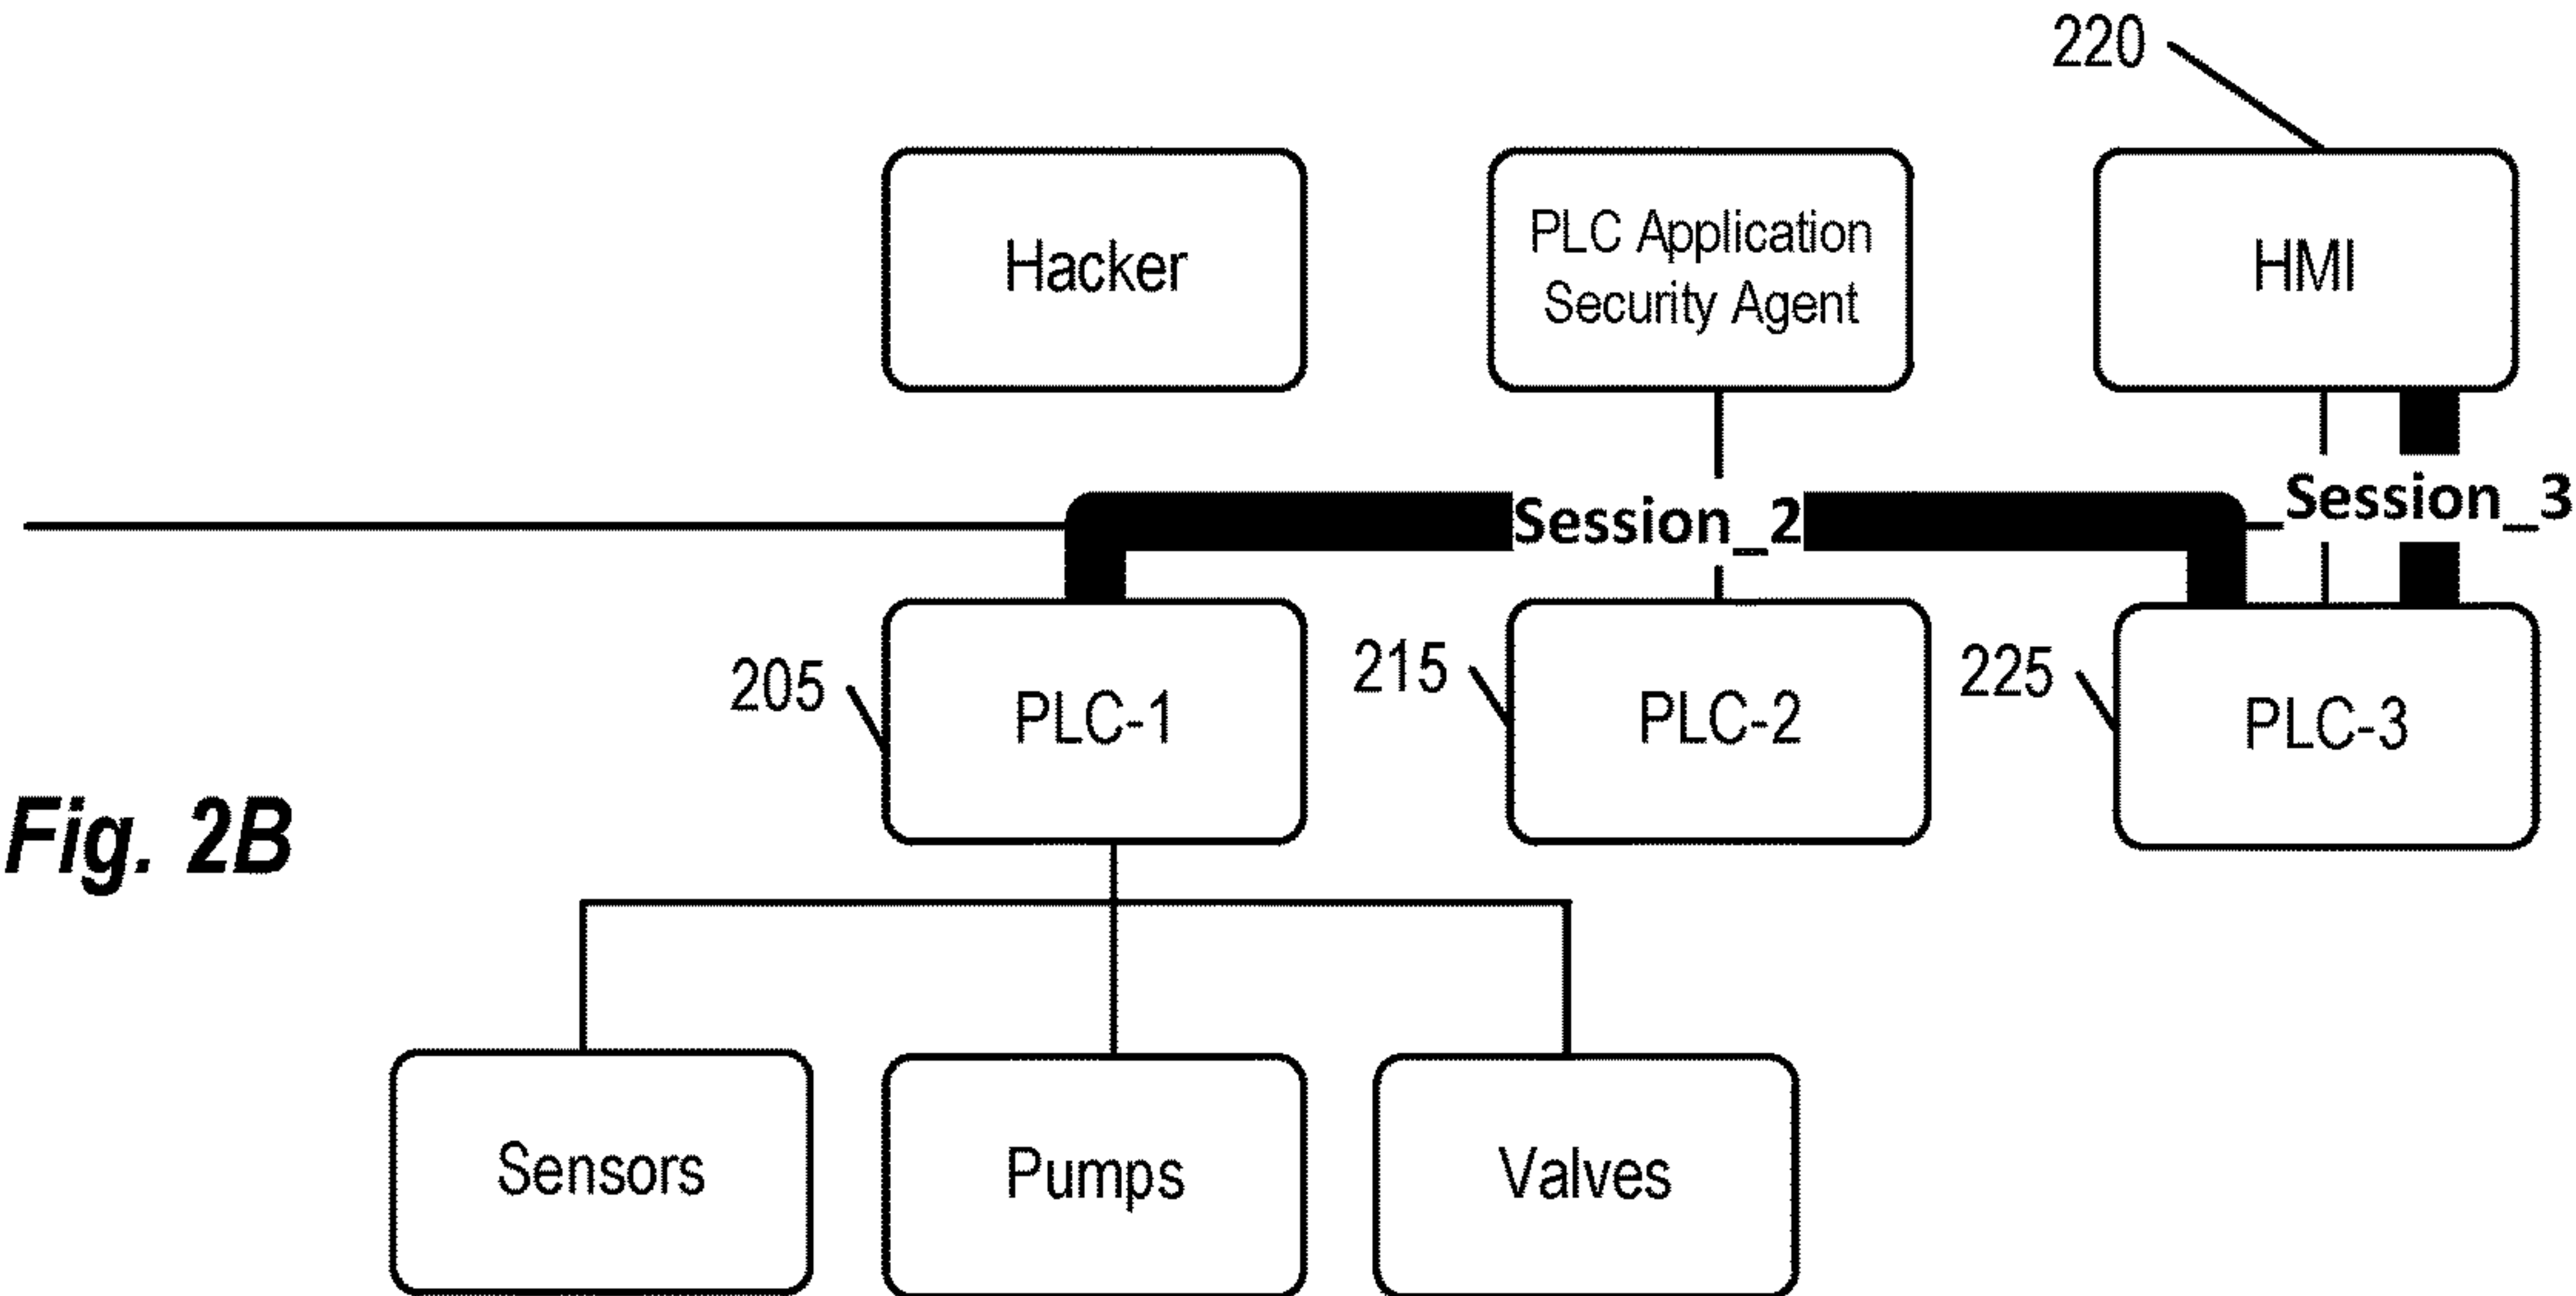 220
Hacker
PLC Application
Security Agent
HMI
Session_2
_Session_3
205
PLC-1
215
PLC-2
225
PLC-3
Fig. 2B
Sensors
Pumps
Valves